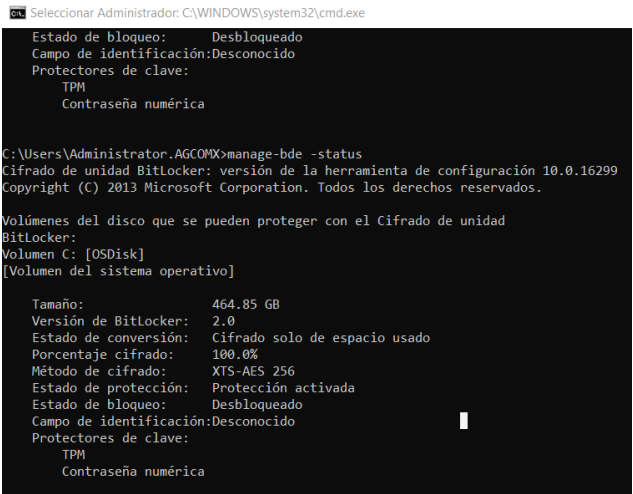 Seleccionar Administrador: C:\WINDOWS\system32\cmd.exe
Estado de bloqueo: Desbloqueado
Campo de identificación:Desconocido
Protectores de clave:
TPM
Contraseña numérica
C:\Users\Administrator.AGCOMX>manage-bde -status
Cifrado de unidad BitLocker: versión de la herramienta de configuración 10.0.16299
Copyright (C) 2013 Microsoft Corporation. Todos los derechos reservados.
Volúmenes del disco que se pueden proteger con el Cifrado de unidad
BitLocker:
Volumen C: [OSDisk]
[Volumen del sistema operativo]
Tamaño: 464.85 GB
Versión de BitLocker: 2.0
Estado de conversión: Cifrado solo de espacio usado
Porcentaje cifrado: 100.0%
Método de cifrado: XTS-AES 256
Estado de protección: Protección activada
Estado de bloqueo: Desbloqueado
Campo de identificación:Desconocido
Protectores de clave:
TPM
Contraseña numérica